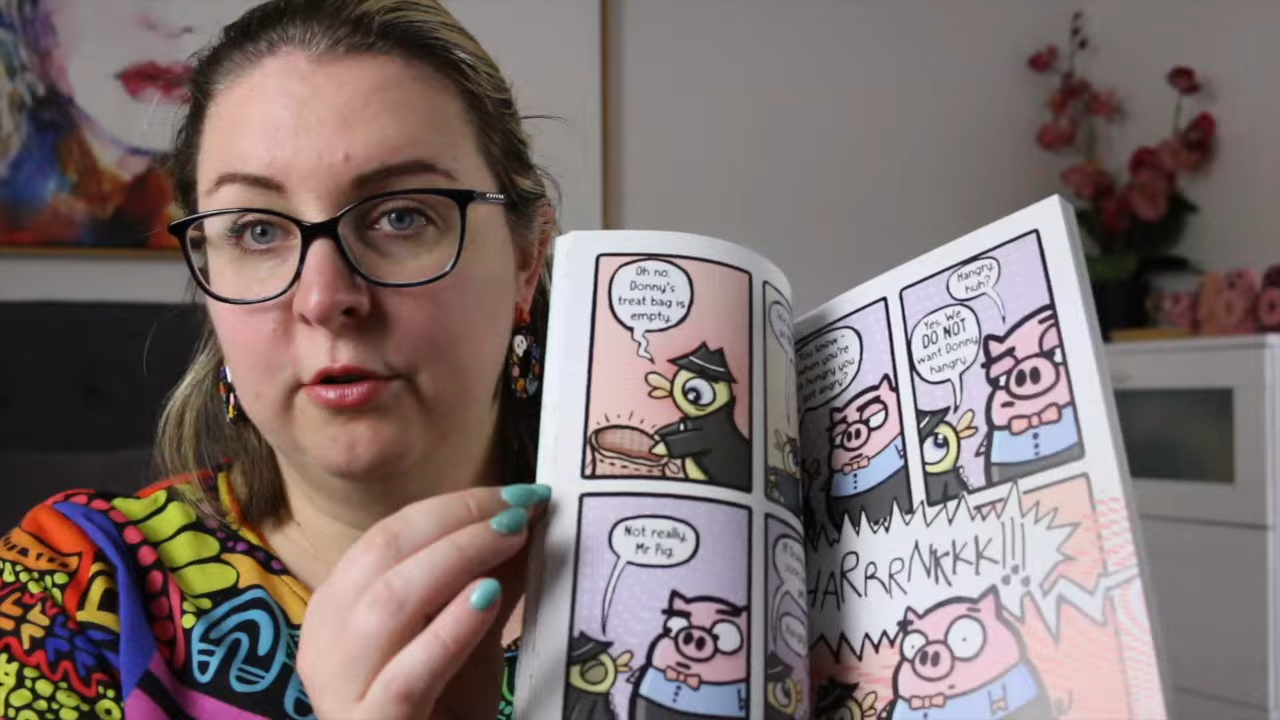 Oh no.
Donny's
treat bag is
empty.
Not really,
Mr Pig.
You know -
when you're
so hungry you
get angry?
Hangry,
huh?
Yes. We
DO NOT
want Donny
hangry.
HARRRNKKK!!!